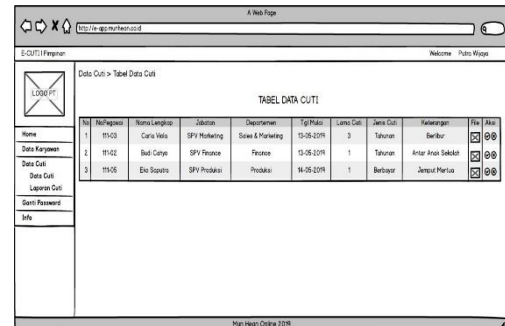 A Web Page
http://e-appmunhean.co.id
E-CUTI I Pimpinan
Welcome Putra Wijaya
LOGO PT
Data Cuti > Tabel Data Cuti
TABEL DATA CUTI
No NoPegawai Nama Lengkap Jabatan Departemen Tgl Mulai Lama Cuti Jenis Cuti Keterangan File Aksi
1 111-03 Carla Viola SPV Marketing Sales & Marketing 13-05-2019 3 Tahunan Berlibur
2 111-02 Budi Cahyo SPV Finance Finance 13-05-2019 1 Tahunan Antar Anak Sekolah
3 111-05 Eko Saputra SPV Produksi Produksi 14-05-2019 1 Berbayar Jemput Mertua
Home
Data Karyawan
Data Cuti
Data Cuti
Laporan Cuti
Ganti Password
Info
Mun Hean Online 2019